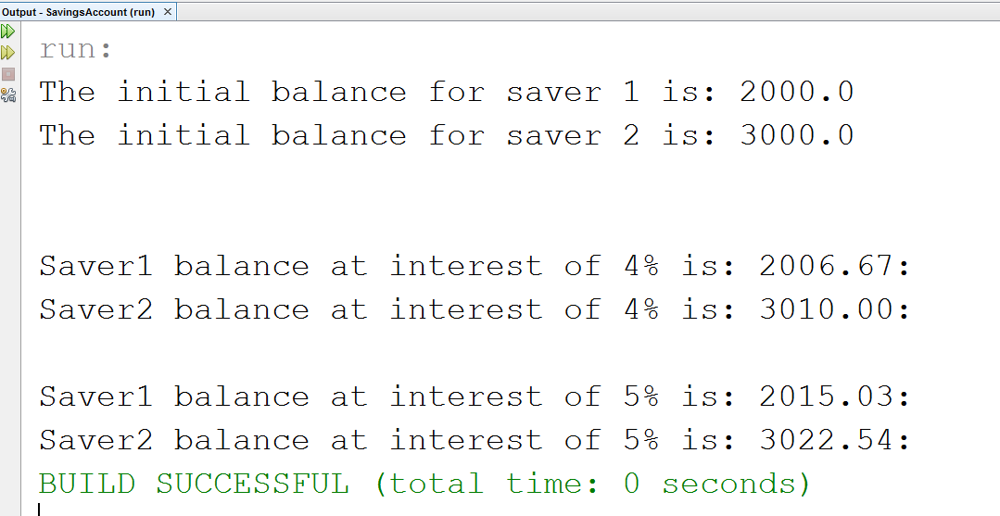 Output - SavingsAccount (run) ×
run:
The initial balance for saver 1 is: 2000.0
The initial balance for saver 2 is: 3000.0
Saver1 balance at interest of 4% is: 2006.67:
Saver2 balance at interest of 4% is: 3010.00:
Saver1 balance at interest of 5% is: 2015.03:
Saver2 balance at interest of 5% is: 3022.54:
BUILD SUCCESSFUL (total time: 0 seconds)